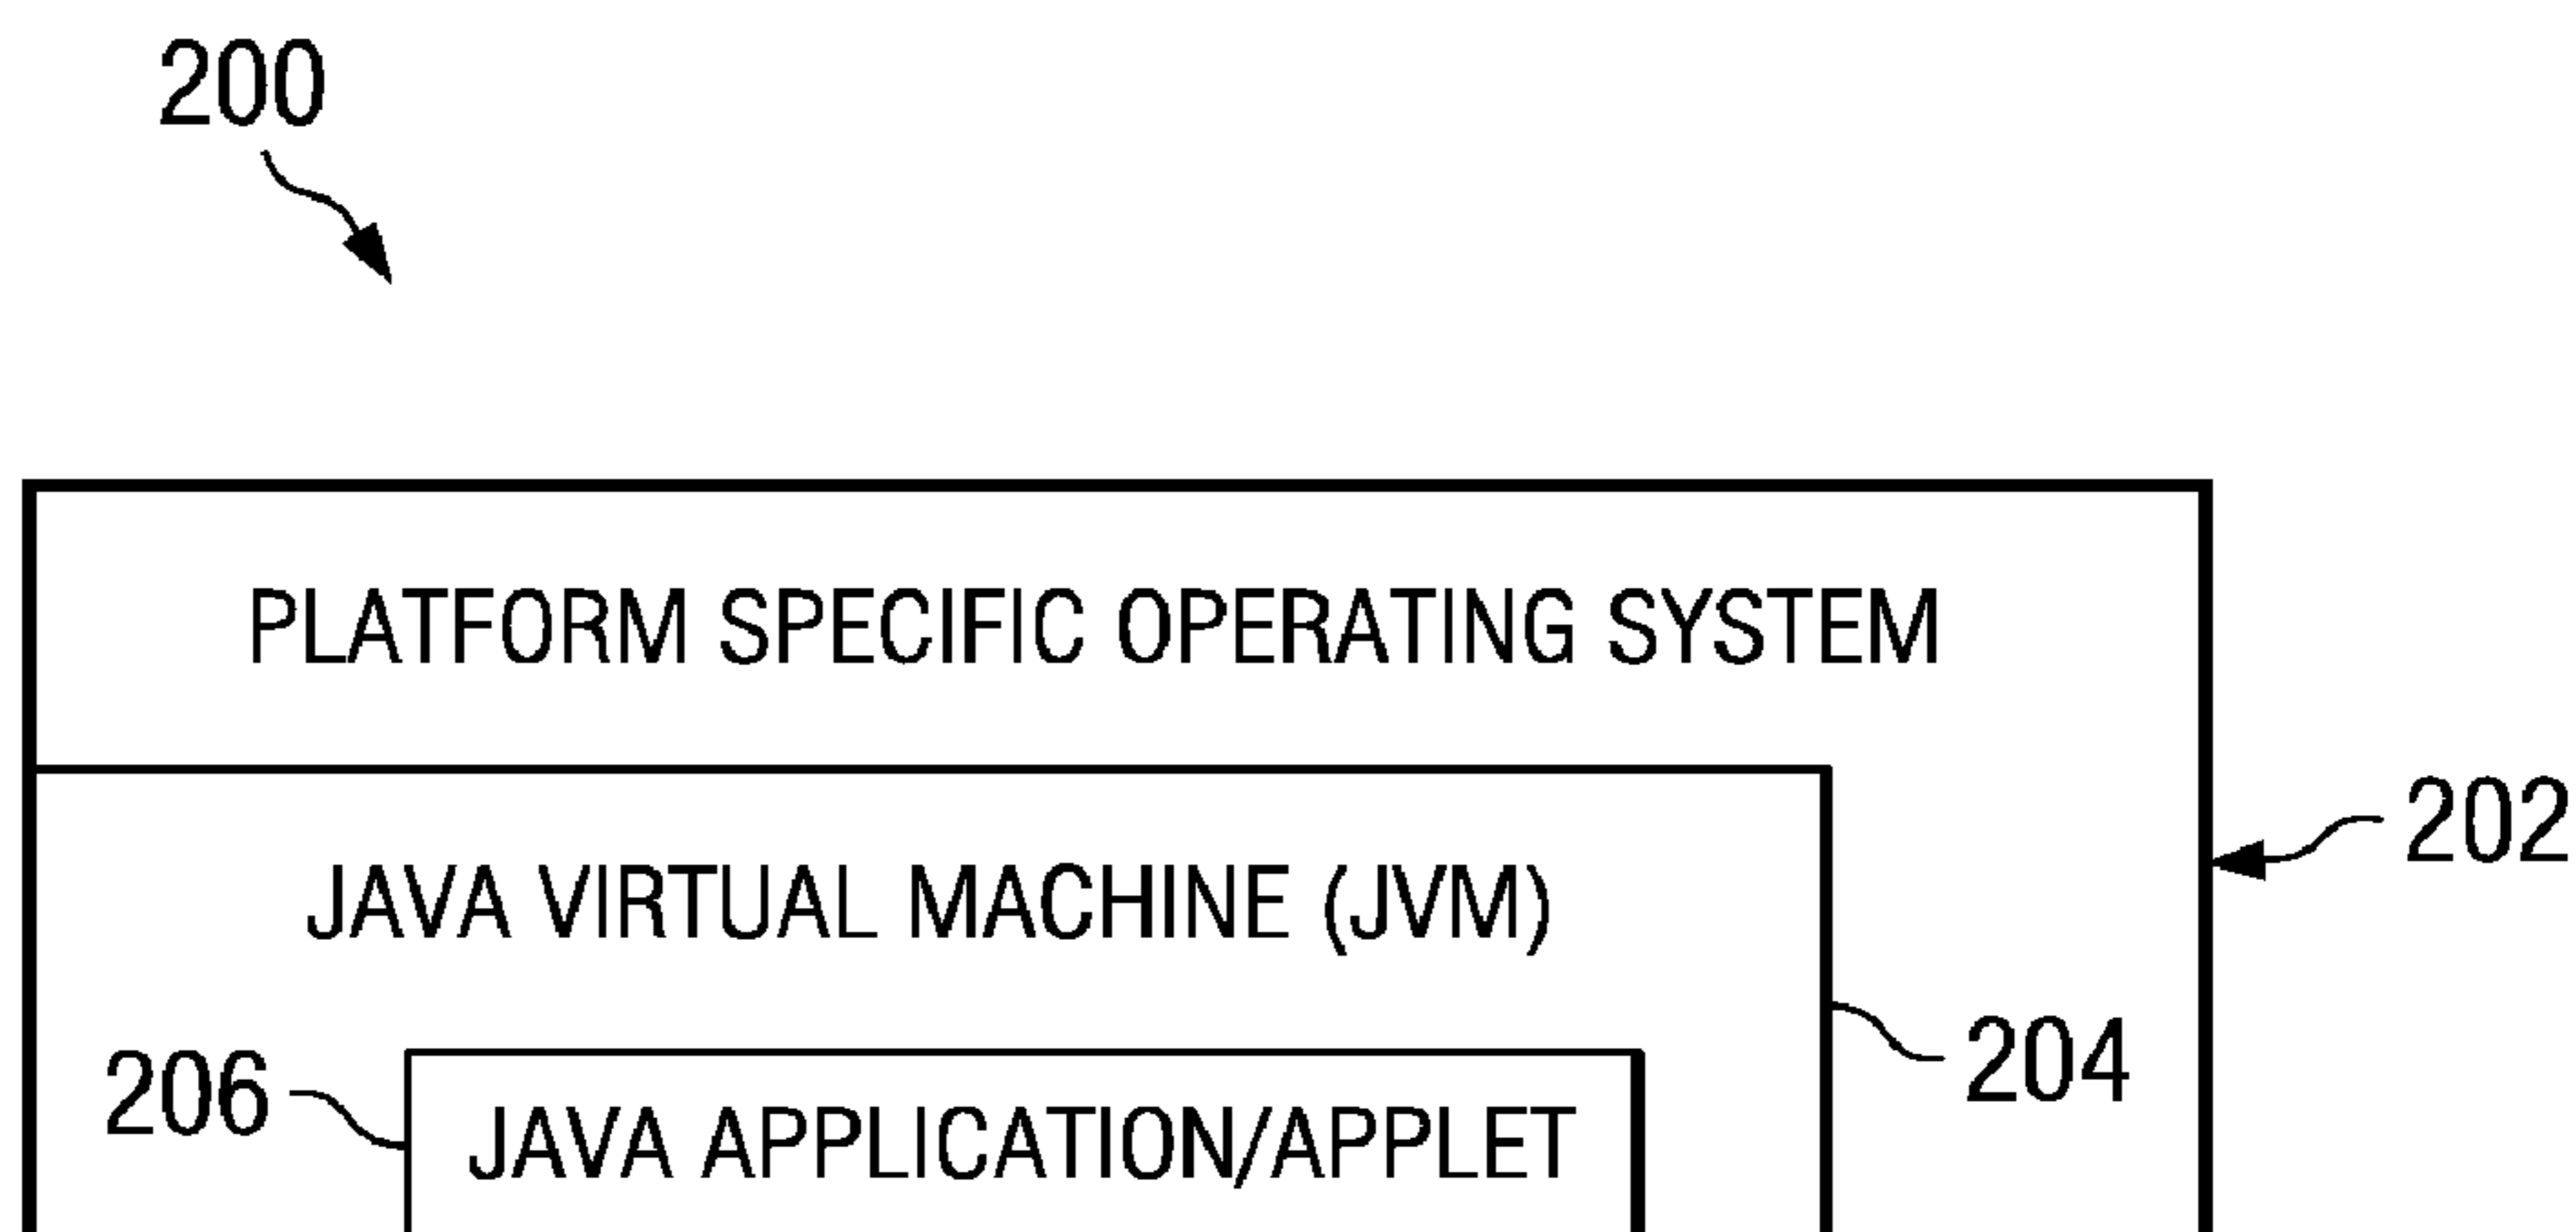 200
PLATFORM SPECIFIC OPERATING SYSTEM
202
JAVA VIRTUAL MACHINE (JVM)
204
206
JAVA APPLICATION/APPLET